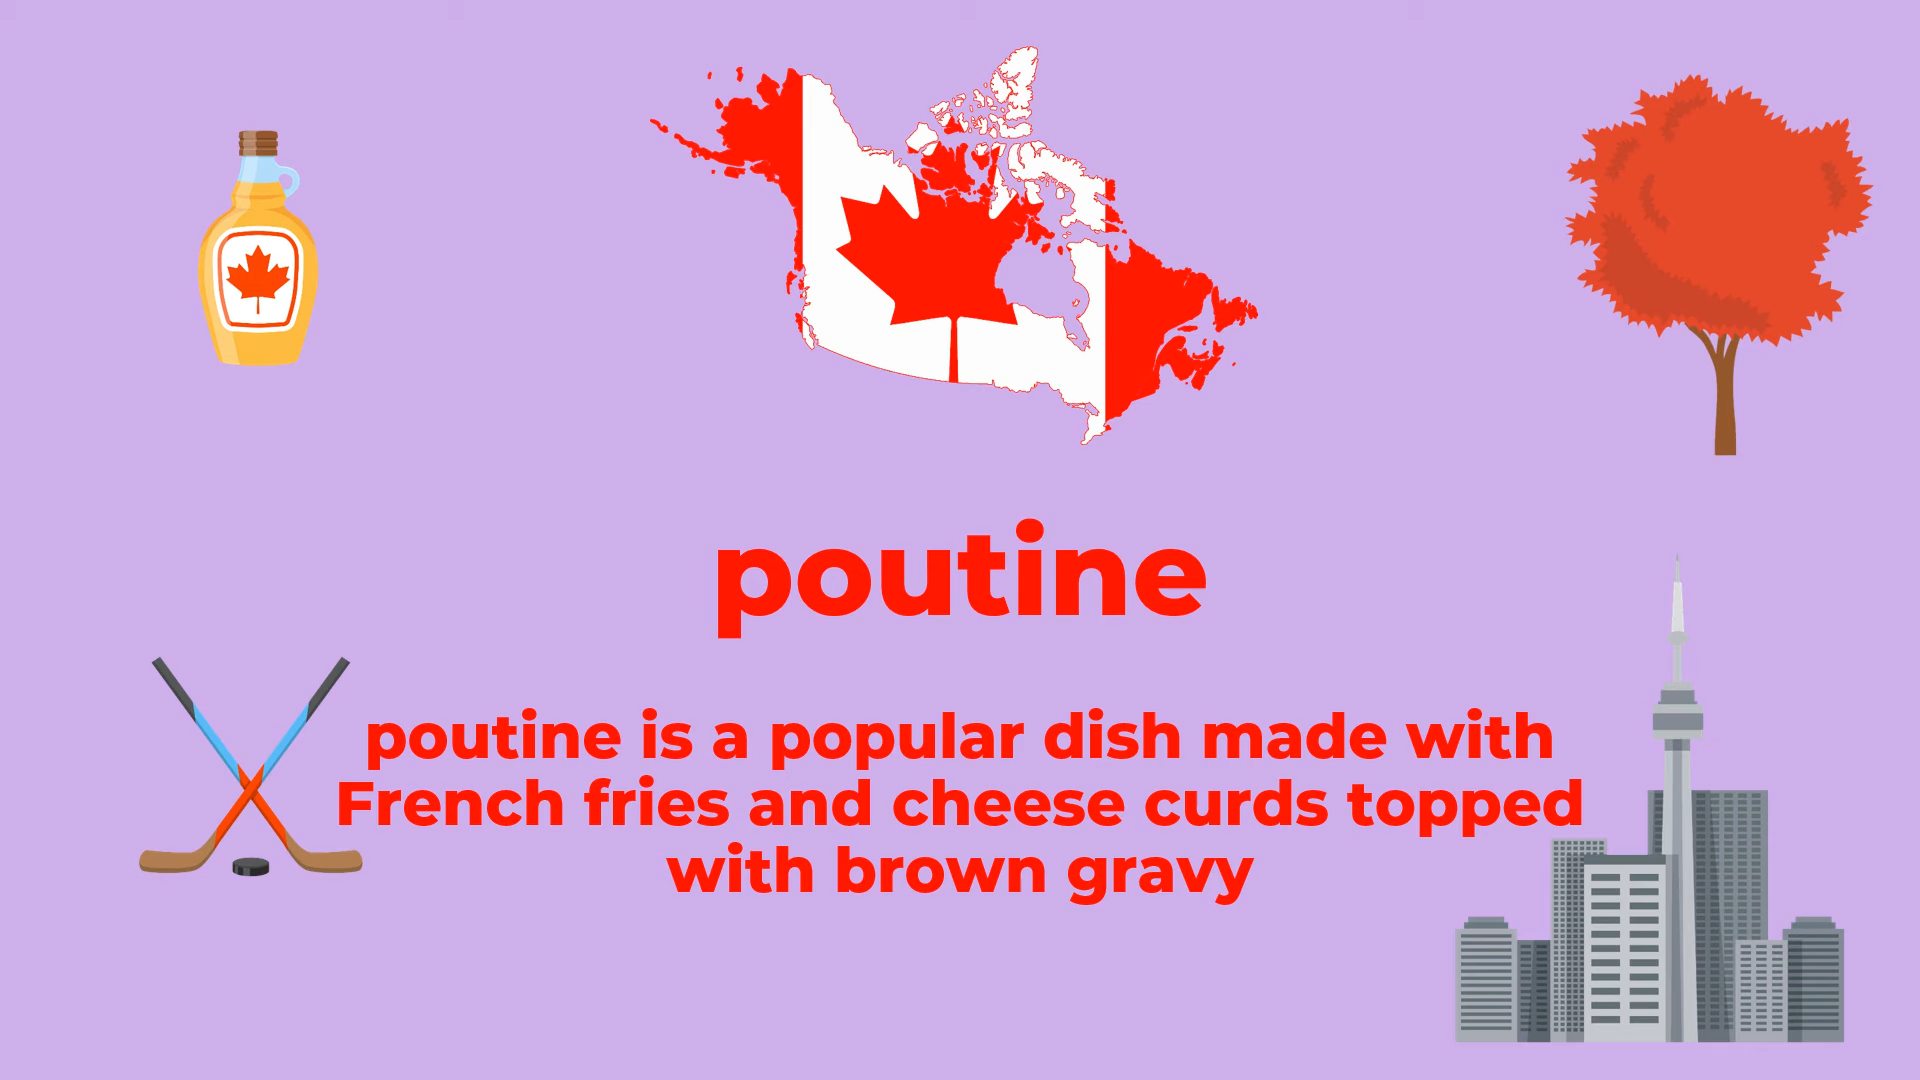 poutine
poutine is a popular dish made with
French fries and cheese curds topped
with brown gravy